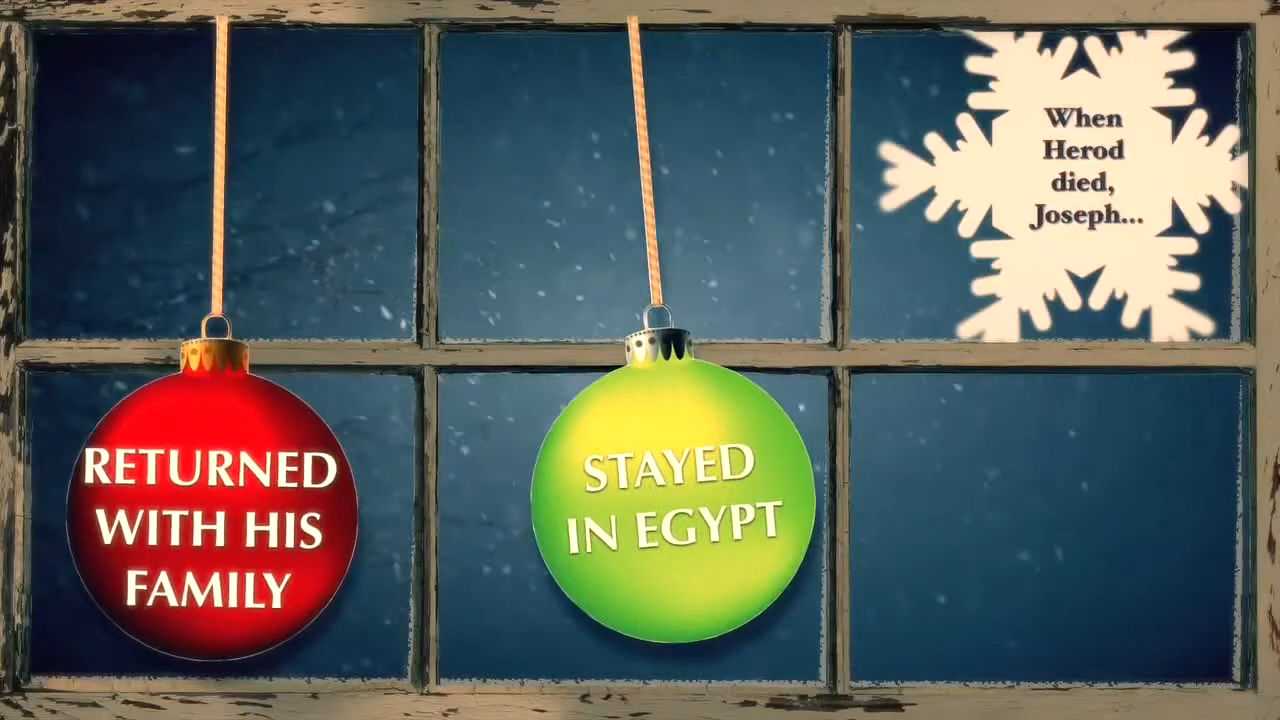 When
Herod
died,
Joseph...
RETURNED
WITH HIS
FAMILY
STAYED
IN EGYPT